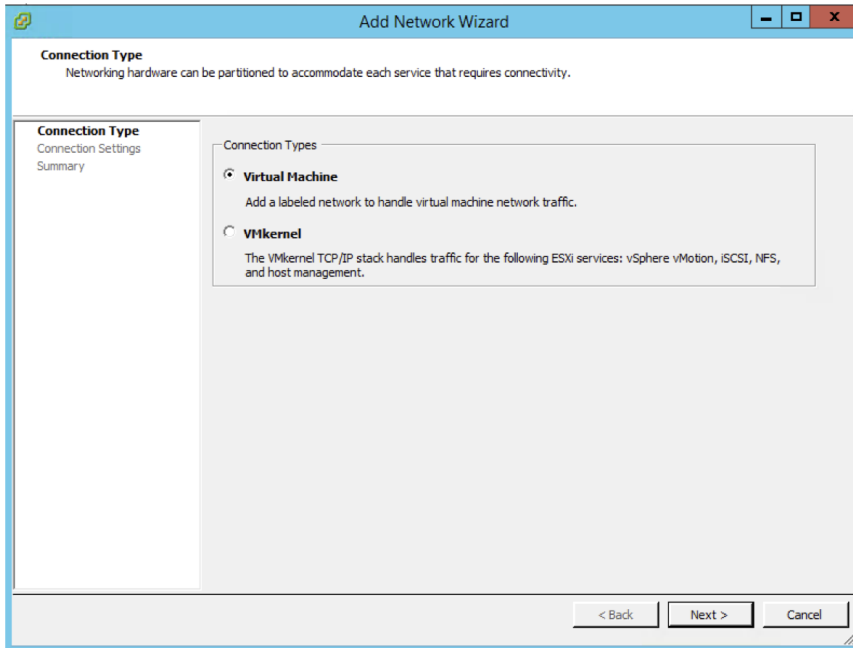 Add Network Wizard
Connection Type
Networking hardware can be partitioned to accommodate each service that requires connectivity.
Connection Type
Connection Settings
Summary
Connection Types
Virtual Machine
Add a labeled network to handle virtual machine network traffic.
VMkernel
The VMkernel TCP/IP stack handles traffic for the following ESXi services: vSphere vMotion, iSCSI, NFS,
and host management.
< Back Next > Cancel